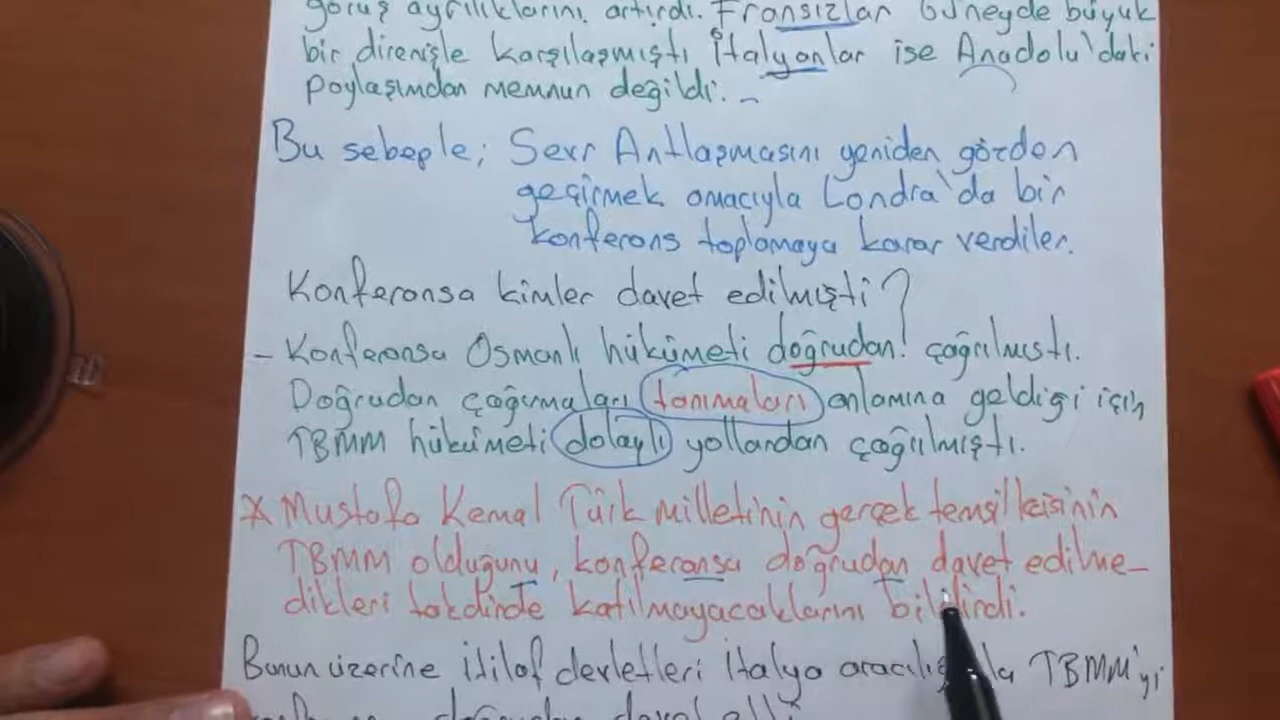 görüş ayrılıklarını artırdı. Fransızlar Güneyde büyük
bir direnişle karşılaşmıştı İtalyanlar ise Anadolu'daki
paylaşımdan memnun değildi.
Bu sebeple; Sevr Antlaşmasını yeniden gözden
geçirmek amacıyla Londra'da bir
konferans toplamaya karar verdiler.
Konferansa kimler davet edilmişti?
- Konferansa Osmanlı hükümeti doğrudan! çağrılmıştı.
Doğrudan çağırmaları tanımaları anlamına geldiği için
TBMM hükümeti dolaylı yollardan çağrılmıştı.
* Mustafa Kemal Türk milletinin gerçek temsilcisinin
TBMM olduğunu, konferansa doğrudan davet edilme-
dikleri takdirde katılmayacaklarını bildirdi.
Bunun üzerine itilaf devletleri İtalya TBMM'yi
doğrudan davet etti